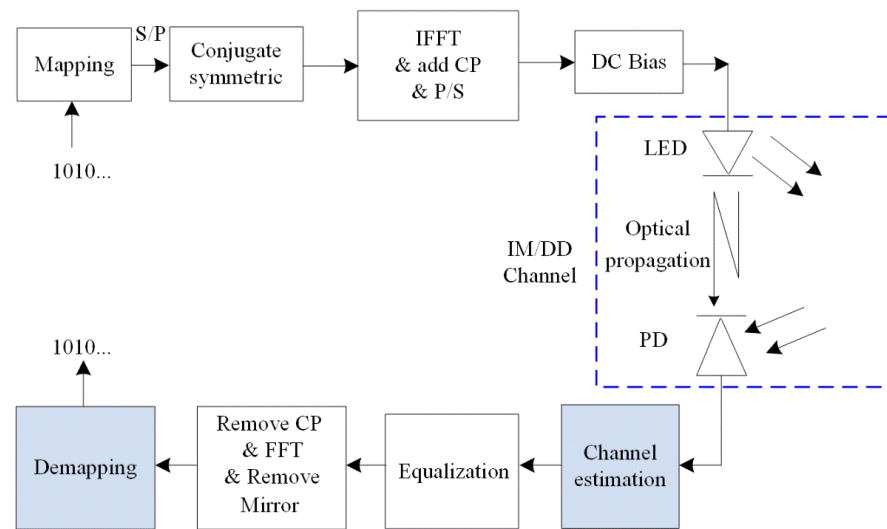 S/P
Mapping
Conjugate
symmetric
IFFT
& add CP
& P/S
DC Bias
1010...
LED
Optical
propagation
IM/DD
Channel
PD
1010...
Demapping
Remove CP
& FFT
& Remove
Mirror
Equalization
Channel
estimation